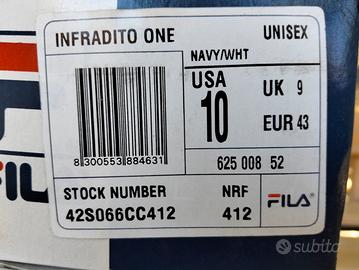 INFRADITO ONE UNISEX
NAVY/WHT
USA 10 UK 9
EUR 43
8 300553 884631
625 008 52
STOCK NUMBER NRF
42S066CC412 412
FILA
FILA
subito